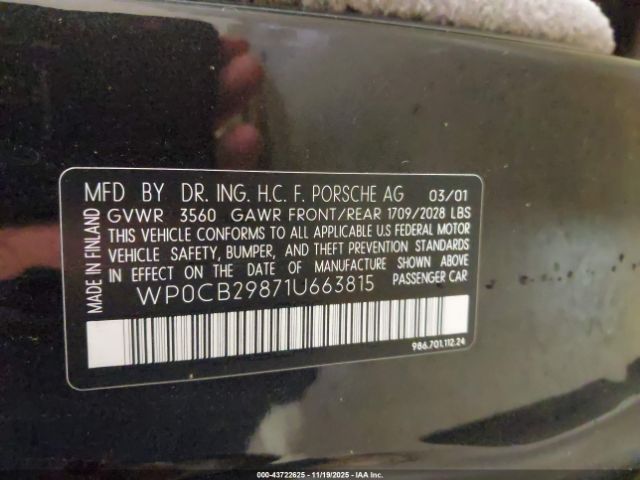 MFD BY DR. ING. H.C. F. PORSCHE AG 03/01
GVWR 3560 GAWR FRONT/REAR 1709/2028 LBS
THIS VEHICLE CONFORMS TO ALL APPLICABLE U.S FEDERAL MOTOR
VEHICLE SAFETY, BUMPER, AND THEFT PREVENTION STANDARDS
IN EFFECT ON THE DATE OF MANUFACTURE SHOWN ABOVE
PASSENGER CAR
WP0CB29871U663815
986.701.112.24
MADE IN FINLAND
000-43722625 - 11/19/2025 - IAA Inc.